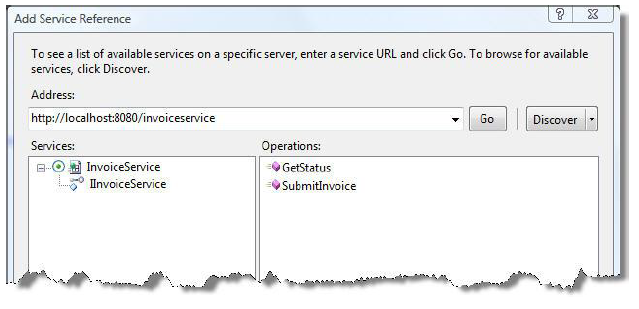 Add Service Reference
To see a list of available services on a specific server, enter a service URL and click Go. To browse for available
services, click Discover.
Address:
http://localhost:8080/invoiceservice
Go
Discover
Services:
Operations:
InvoiceService
IInvoiceService
GetStatus
SubmitInvoice